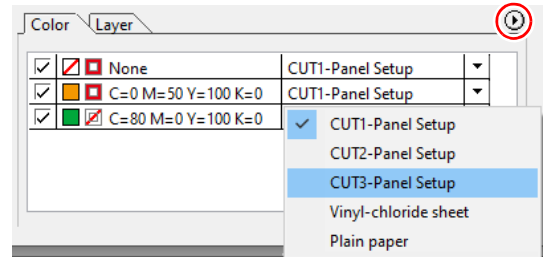 Color Layer
None CUT1-Panel Setup
C=0 M=50 Y=100 K=0 CUT1-Panel Setup
C=80 M=0 Y=100 K=0
CUT1-Panel Setup
CUT2-Panel Setup
CUT3-Panel Setup
Vinyl-chloride sheet
Plain paper